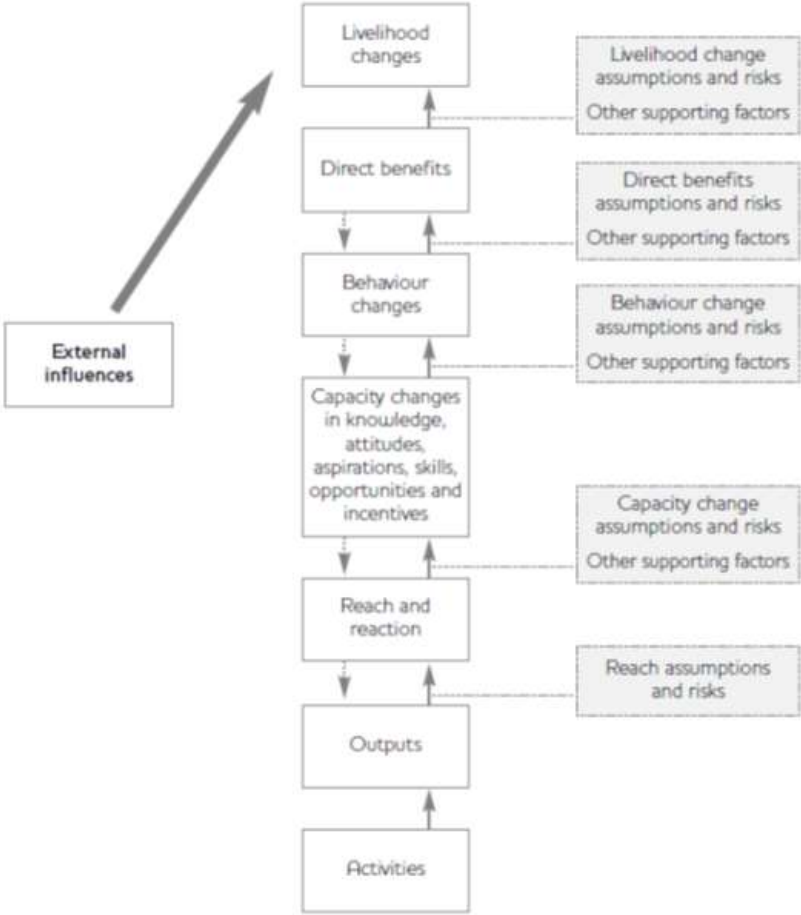 Livelihood
changes
Livelihood change
assumptions and risks
Other supporting factors
Direct benefits
Direct benefits
assumptions and risks
Other supporting factors
Behaviour
changes
Behaviour change
assumptions and risks
Other supporting factors
External
influences
Capacity changes
in knowledge,
attitudes,
aspirations, skills,
opportunities and
incentives
Capacity change
assumptions and risks
Other supporting factors
Reach and
reaction
Reach assumptions
and risks
Outputs
Activities